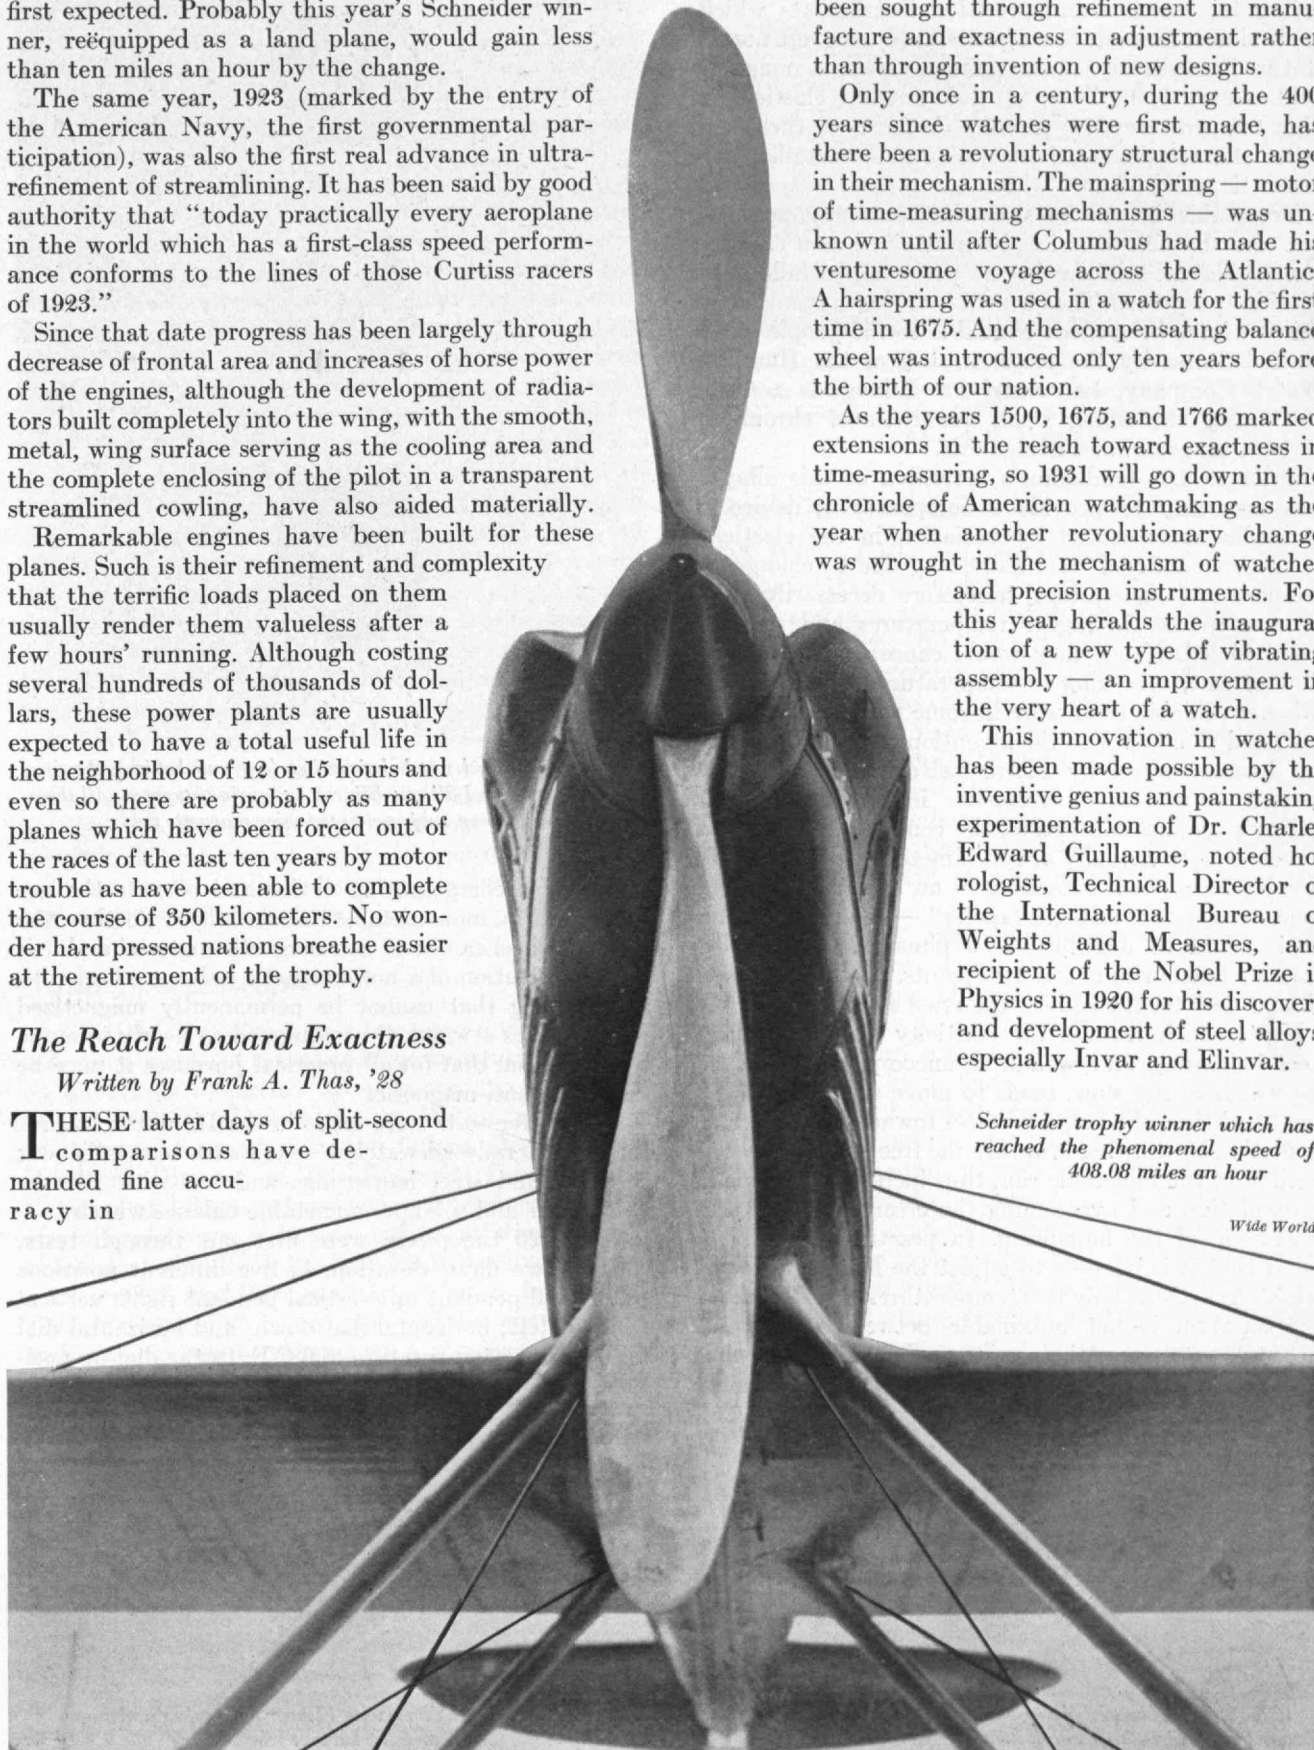 first expected. Probably this year's Schneider win-
ner, reëquipped as a land plane, would gain less
than ten miles an hour by the change.
The same year, 1923 (marked by the entry of
the American Navy, the first governmental par-
ticipation), was also the first real advance in ultra-
refinement of streamlining. It has been said by good
authority that “today practically every aeroplane
in the world which has a first-class speed perform-
ance conforms to the lines of those Curtiss racers
of 1923.”
Since that date progress has been largely through
decrease of frontal area and increases of horse power
of the engines, although the development of radia-
tors built completely into the wing, with the smooth,
metal, wing surface serving as the cooling area and
the complete enclosing of the pilot in a transparent
streamlined cowling, have also aided materially.
Remarkable engines have been built for these
planes. Such is their refinement and complexity
that the terrific loads placed on them
usually render them valueless after a
few hours' running. Although costing
several hundreds of thousands of dol-
lars, these power plants are usually
expected to have a total useful life in
the neighborhood of 12 or 15 hours and
even so there are probably as many
planes which have been forced out of
the races of the last ten years by motor
trouble as have been able to complete
the course of 350 kilometers. No won-
der hard pressed nations breathe easier
at the retirement of the trophy.
The Reach Toward Exactness
Written by Frank A. Thas, '28
THESE latter days of split-second
comparisons have de-
manded fine accu-
racy in
been sought through refinement in manu
facture and exactness in adjustment rathe
than through invention of new designs.
Only once in a century, during the 400
years since watches were first made, has
there been a revolutionary structural change
in their mechanism. The mainspring — motor
of time-measuring mechanisms — was un
known until after Columbus had made his
venturesome voyage across the Atlantic
A hairspring was used in a watch for the first
time in 1675. And the compensating balance
wheel was introduced only ten years before
the birth of our nation.
As the years 1500, 1675, and 1766 marked
extensions in the reach toward exactness in
time-measuring, so 1931 will go down in the
chronicle of American watchmaking as the
year when another revolutionary change
was wrought in the mechanism of watche
and precision instruments. Fo
this year heralds the inaugura
tion of a new type of vibrating
assembly — an improvement in
the very heart of a watch.
This innovation in watche
has been made possible by th
inventive genius and painstaking
experimentation of Dr. Charle
Edward Guillaume, noted ho
rologist, Technical Director o
the International Bureau o
Weights and Measures, an
recipient of the Nobel Prize i
Physics in 1920 for his discover
and development of steel alloys
especially Invar and Elinvar.
Schneider trophy winner which has
reached the phenomenal speed of
408.08 miles an hour
Wide World